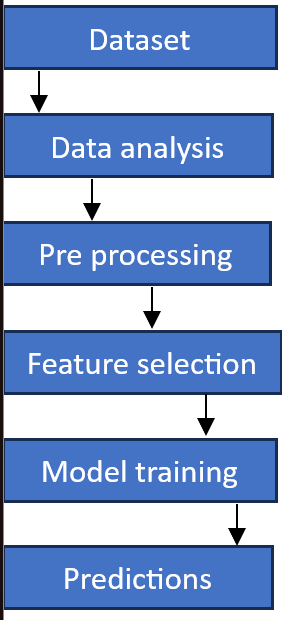 Dataset
Data analysis
Pre processing
Feature selection
Model training
Predictions